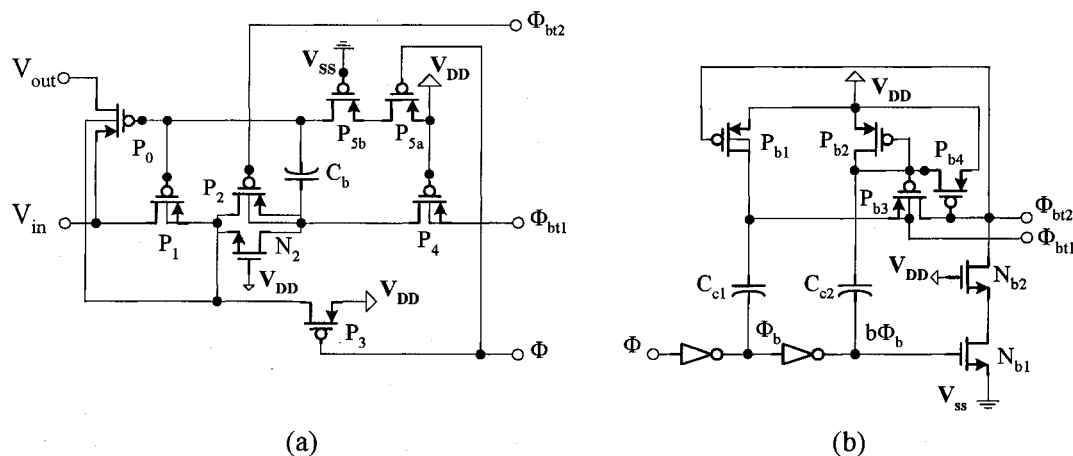 Φbt2
Vss
VDD
Vout
P0
P5b
P5a
Cb
P2
Vin
P1
N2
P4
Φbt1
VDD
VDD
P3
Φ
(a)
VDD
Pb1
Pb2
Pb4
Pb3
Φbt2
Φbt1
Cc1
Cc2
VDD
Nb2
Φ
Φb
bΦb
Nb1
Vss
(b)